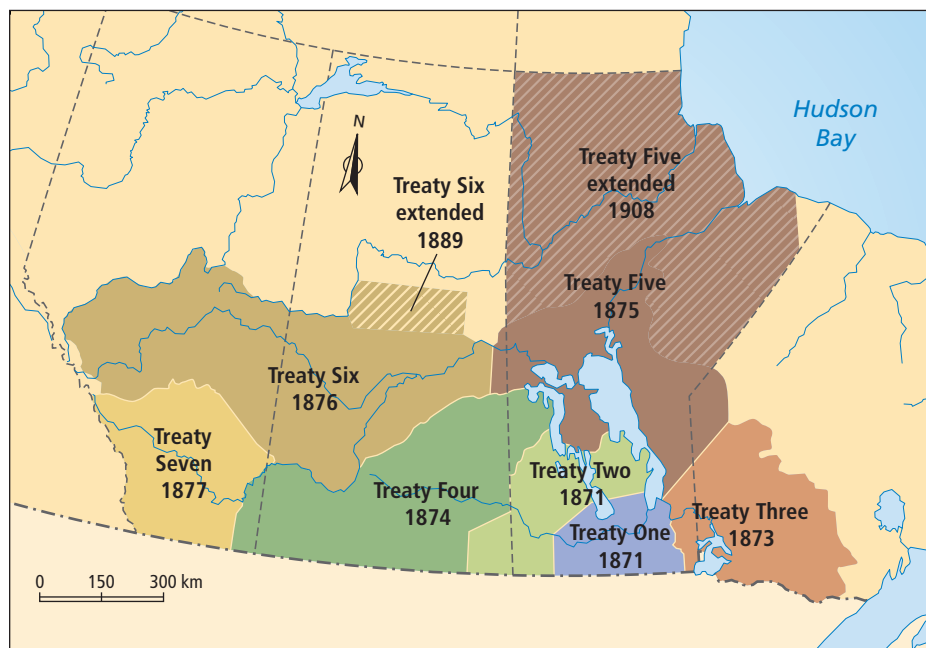 Hudson
Bay
N
Treaty Five
extended
1908
Treaty Six
extended
1889
Treaty Five
1875
Treaty Six
1876
Treaty
Seven
1877
Treaty Four
1874
Treaty Two
1871
Treaty One
1871
Treaty Three
1873
0 150 300 km